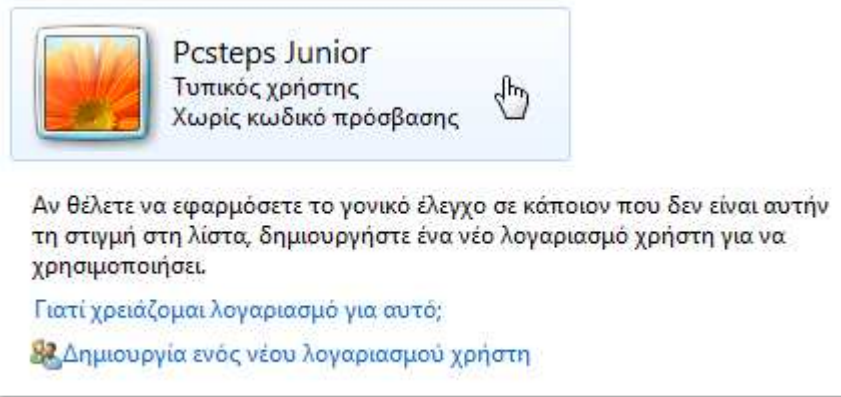 Pcsteps Junior
Τυπικός χρήστης
Χωρίς κωδικό πρόσβασης
Αν θέλετε να εφαρμόσετε το γονικό έλεγχο σε κάποιον που δεν είναι αυτήν
τη στιγμή στη λίστα, δημιουργήστε ένα νέο λογαριασμό χρήστη για να
χρησιμοποιήσει.
Γιατί χρειάζομαι λογαριασμό για αυτό;
Δημιουργία ενός νέου λογαριασμού χρήστη